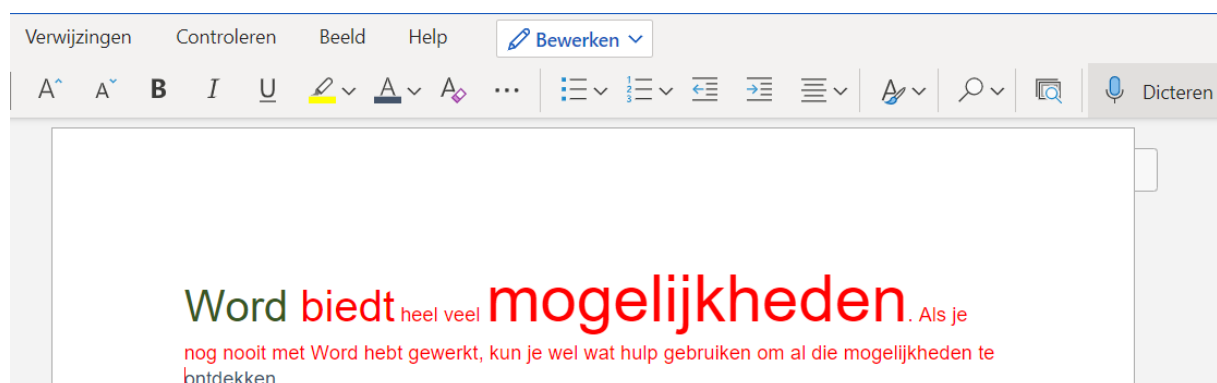 Verwijzingen Controleren Beeld Help Bewerken
Dicteren
Word biedt heel veel mogelijkheden. Als je
nog nooit met Word hebt gewerkt, kun je wel wat hulp gebruiken om al die mogelijkheden te
ontdekken